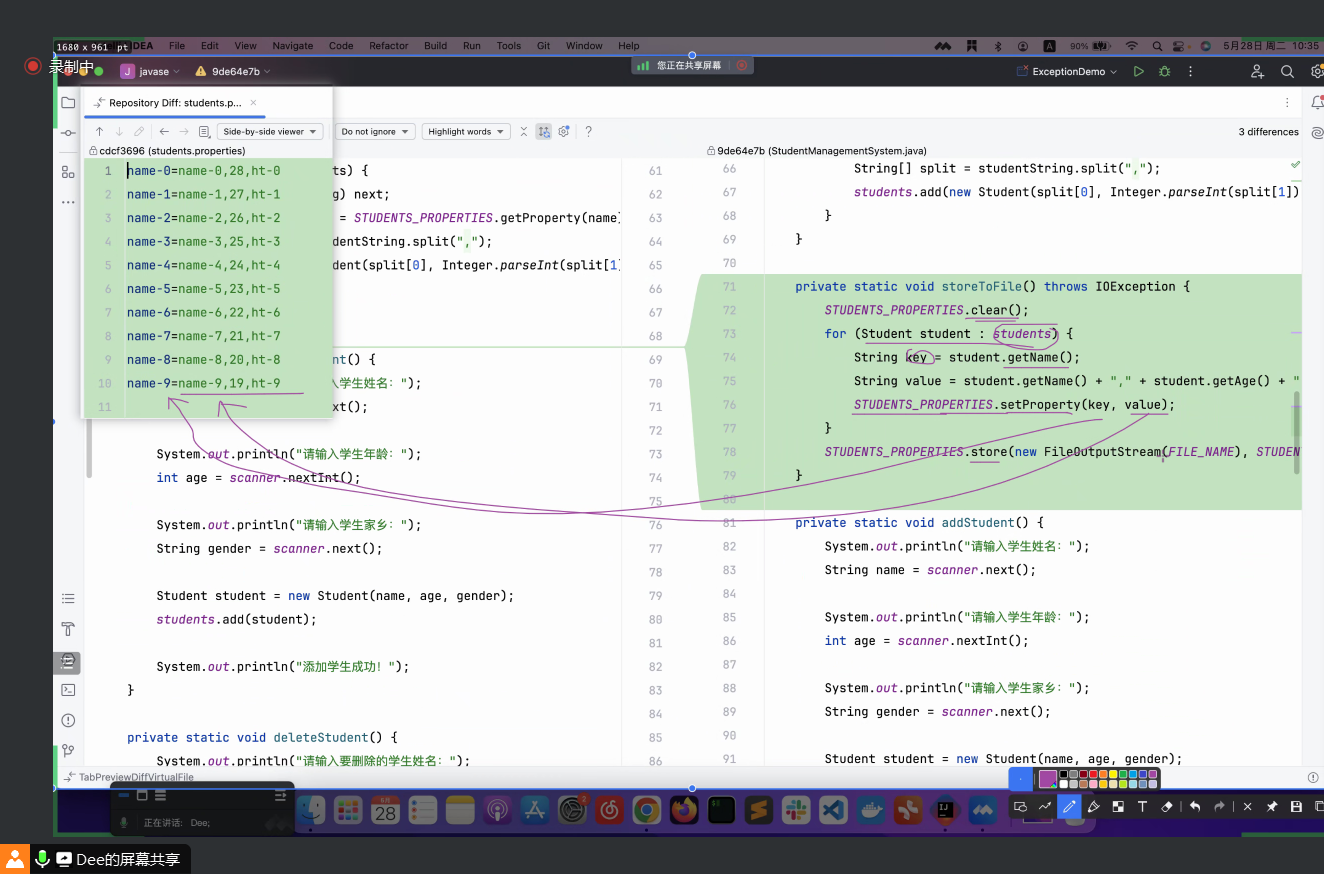 1680 x 961 pt
IDEA File Edit View Navigate Code Refactor Build Run Tools Git Window Help
90%
5月28日 周二 10:35
录制中
javase
9de64e7b
您正在共享屏幕
ExceptionDemo
Repository Diff: students.p...
Side-by-side viewer
Do not ignore
Highlight words
?
3 differences
cdcf3696 (students.properties)
1 name-0=name-0,28,ht-0
2 name-1=name-1,27,ht-1
3 name-2=name-2,26,ht-2
4 name-3=name-3,25,ht-3
5 name-4=name-4,24,ht-4
6 name-5=name-5,23,ht-5
7 name-6=name-6,22,ht-6
8 name-7=name-7,21,ht-7
9 name-8=name-8,20,ht-8
10 name-9=name-9,19,ht-9
11
ts) { 61
g) next; 62
= STUDENTS_PROPERTIES.getProperty(name 63
dentString.split(","); 64
dent(split[0], Integer.parseInt(split[1 65
66
67
68
nt() { 69
入学生姓名："); 70
xt(); 71
72
System.out.println("请输入学生年龄："); 73
int age = scanner.nextInt(); 74
75
System.out.println("请输入学生家乡："); 76
String gender = scanner.next(); 77
78
Student student = new Student(name, age, gender); 79
students.add(student); 80
81
System.out.println("添加学生成功！"); 82
} 83
84
private static void deleteStudent() { 85
System.out.println("请输入要删除的学生姓名："); 86
9de64e7b (StudentManagementSystem.java)
66 String[] split = studentString.split(",");
67 students.add(new Student(split[0], Integer.parseInt(split[1])
68 }
69 }
70
71 private static void storeToFile() throws IOException {
72 STUDENTS_PROPERTIES.clear();
73 for (Student student : students) {
74 String key = student.getName();
75 String value = student.getName() + "," + student.getAge() + "
76 STUDENTS_PROPERTIES.setProperty(key, value);
77 }
78 STUDENTS_PROPERTIES.store(new FileOutputStream(FILE_NAME), STUDEN
79 }
80
81 private static void addStudent() {
82 System.out.println("请输入学生姓名：");
83 String name = scanner.next();
84
85 System.out.println("请输入学生年龄：");
86 int age = scanner.nextInt();
87
88 System.out.println("请输入学生家乡：");
89 String gender = scanner.next();
90
91 Student student = new Student(name, age, gender);
TabPreviewDiffVirtualFile
正在讲话: Dee;
28
Dee的屏幕共享